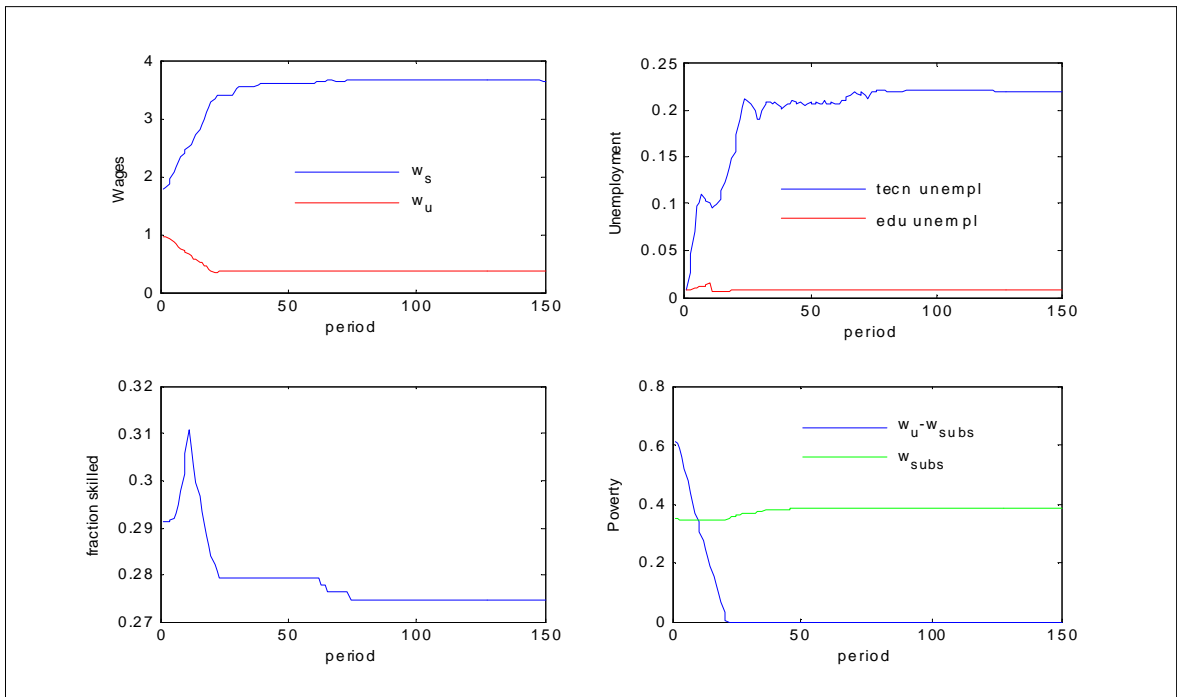 4
3
2
1
0
Wages
w_s
w_u
0 50 100 150
period
0.25
0.2
0.15
0.1
0.05
0
Unemployment
tecn unempl
edu unempl
0 50 100 150
period
0.32
0.31
0.3
0.29
0.28
0.27
fraction skilled
0 50 100 150
period
0.8
0.6
0.4
0.2
0
Poverty
w_u-w_subs
w_subs
0 50 100 150
period